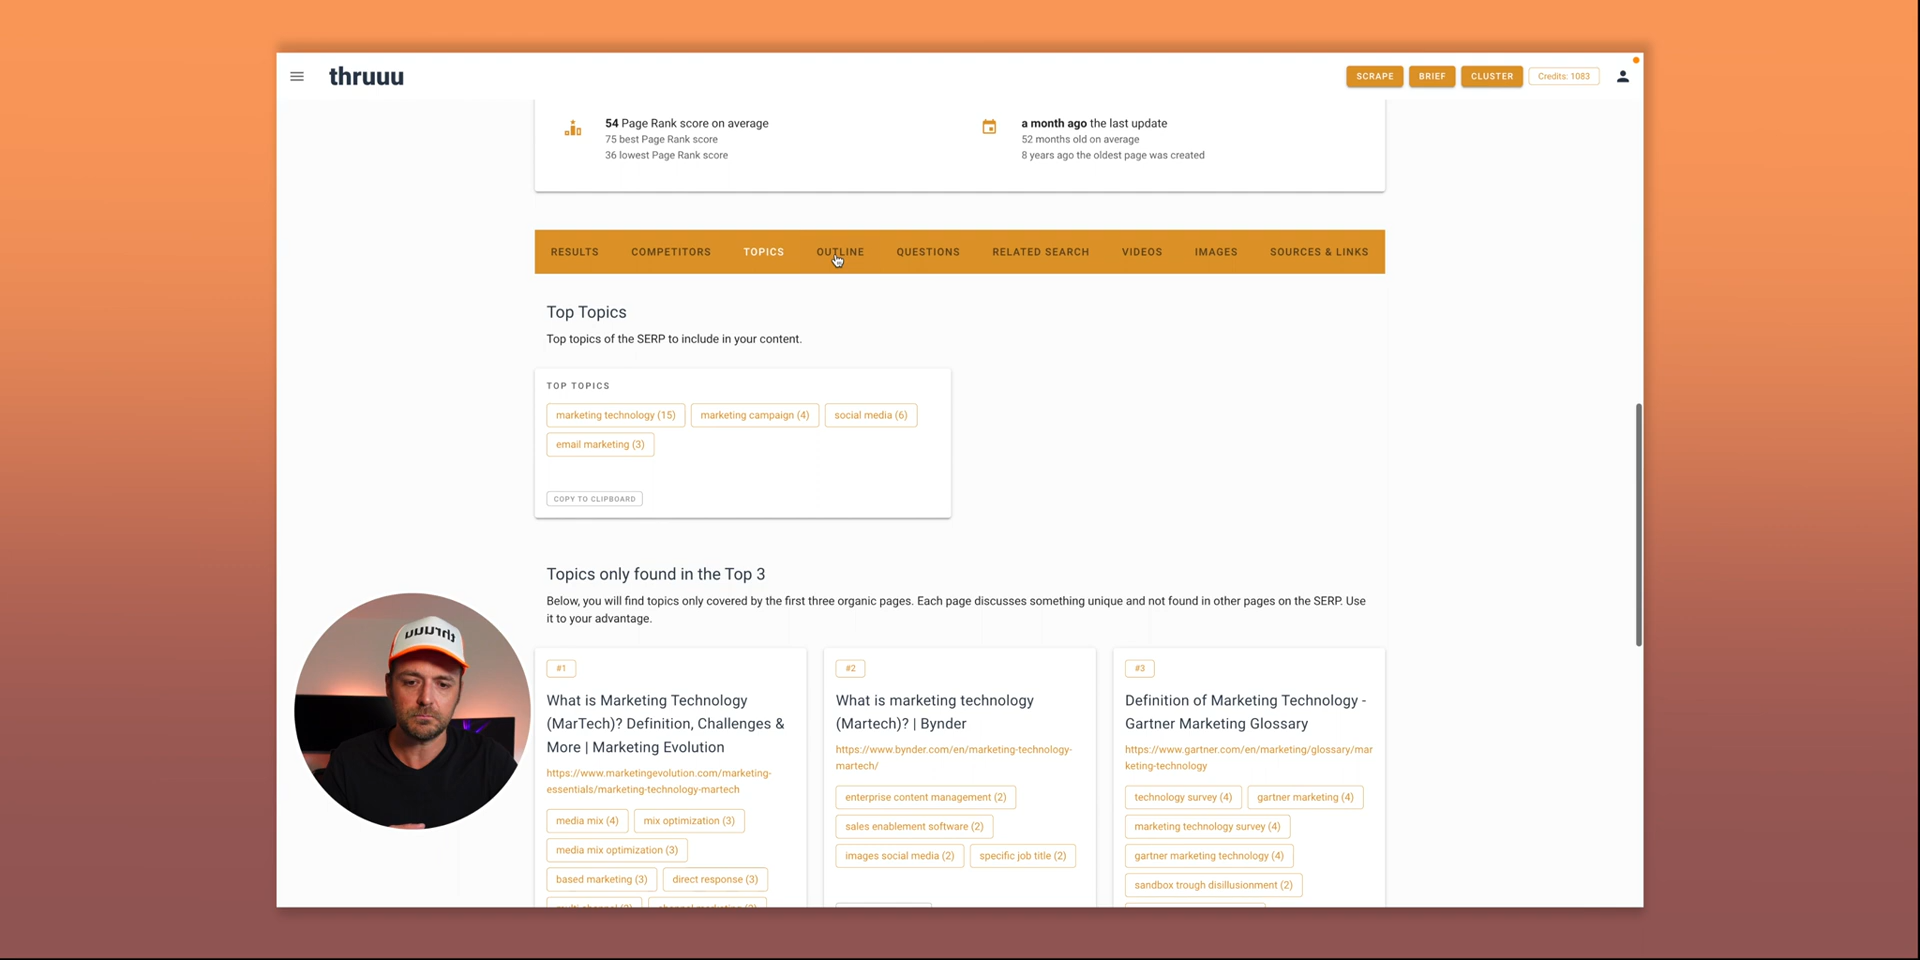 thruuu
SCRAPE
BRIEF
CLUSTER
Credits: 1083
54 Page Rank score on average
75 best Page Rank score
36 lowest Page Rank score
a month ago the last update
52 months old on average
8 years ago the oldest page was created
RESULTS
COMPETITORS
TOPICS
OUTLINE
QUESTIONS
RELATED SEARCH
VIDEOS
IMAGES
SOURCES & LINKS
Top Topics
Top topics of the SERP to include in your content.
TOP TOPICS
marketing technology (15)
marketing campaign (4)
social media (6)
email marketing (3)
COPY TO CLIPBOARD
Topics only found in the Top 3
Below, you will find topics only covered by the first three organic pages. Each page discusses something unique and not found in other pages on the SERP. Use
it to your advantage.
#1
What is Marketing Technology
(MarTech)? Definition, Challenges &
More | Marketing Evolution
https://www.marketingevolution.com/marketing-
essentials/marketing-technology-martech
media mix (4)
mix optimization (3)
media mix optimization (3)
based marketing (3)
direct response (3)
#2
What is marketing technology
(Martech)? | Bynder
https://www.bynder.com/en/marketing-technology-
martech/
enterprise content management (2)
sales enablement software (2)
images social media (2)
specific job title (2)
#3
Definition of Marketing Technology -
Gartner Marketing Glossary
https://www.gartner.com/en/marketing/glossary/mar
keting-technology
technology survey (4)
gartner marketing (4)
marketing technology survey (4)
gartner marketing technology (4)
sandbox trough disillusionment (2)
thruuu